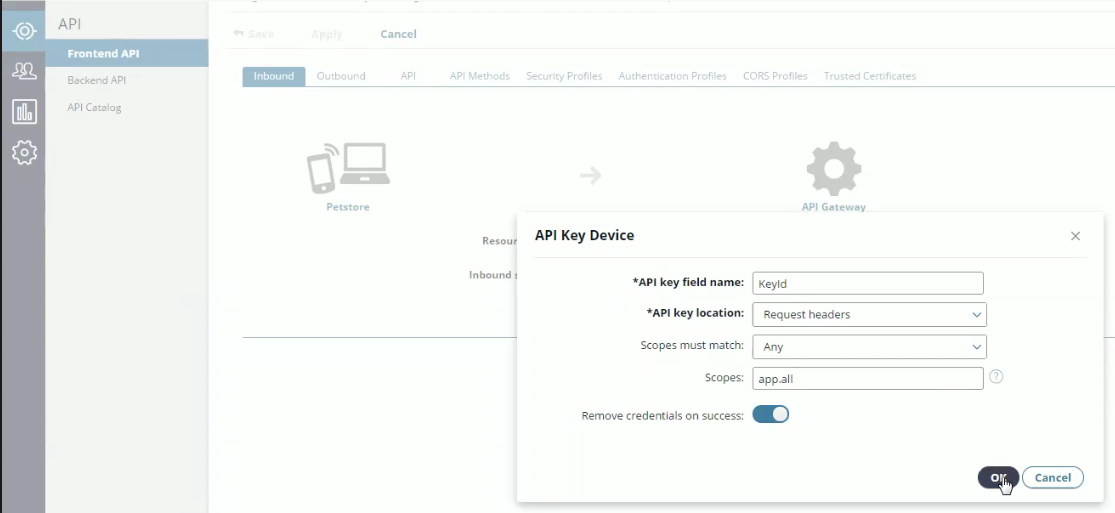 API
Frontend API
Backend API
API Catalog
Save Apply Cancel
Inbound Outbound API API Methods Security Profiles Authentication Profiles CORS Profiles Trusted Certificates
Petstore
API Gateway
Inbound
API Key Device
*API key field name: KeyId
*API key location: Request headers
Scopes must match: Any
Scopes: app.all ?
Remove credentials on success:
OK Cancel